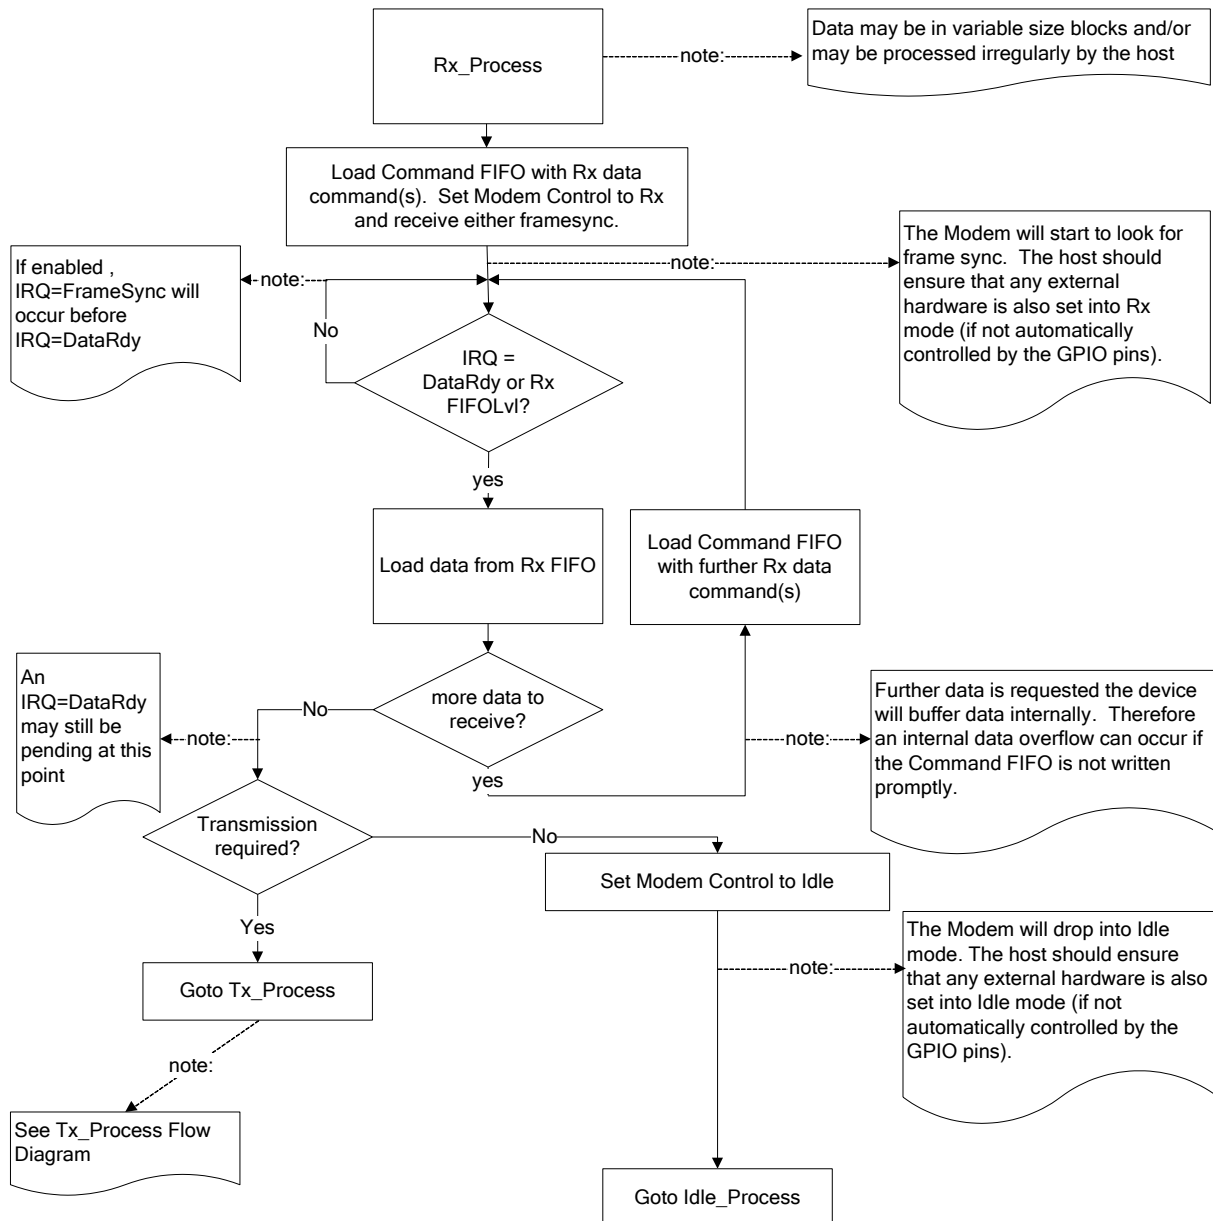 Rx_Process
note:
Data may be in variable size blocks and/or
may be processed irregularly by the host
Load Command FIFO with Rx data
command(s).  Set Modem Control to Rx
and receive either framesync.
If enabled ,
IRQ=FrameSync will
occur before
IRQ=DataRdy
note:
note:
The Modem will start to look for
frame sync.  The host should
ensure that any external
hardware is also set into Rx
mode (if not automatically
controlled by the GPIO pins).
No
IRQ =
DataRdy or Rx
FIFOLvl?
yes
Load data from Rx FIFO
Load Command FIFO
with further Rx data
command(s)
An
IRQ=DataRdy
may still be
pending at this
point
note:
No
more data to
receive?
yes
note:
Further data is requested the device
will buffer data internally.  Therefore
an internal data overflow can occur if
the Command FIFO is not written
promptly.
Transmission
required?
No
Set Modem Control to Idle
Yes
Goto Tx_Process
note:
The Modem will drop into Idle
mode. The host should ensure
that any external hardware is also
set into Idle mode (if not
automatically controlled by the
GPIO pins).
note:
See Tx_Process Flow
Diagram
Goto Idle_Process